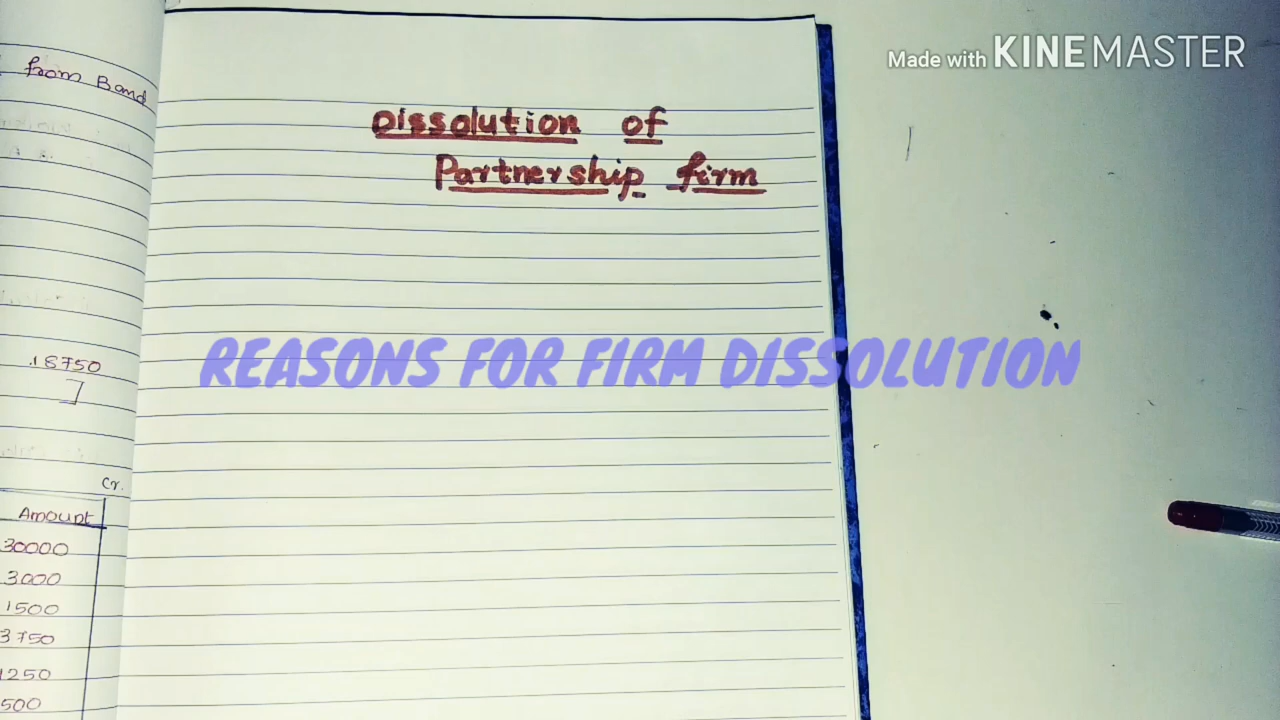 Made with KINEMASTER
from Bond
Dissolution of
Partnership firm
REASONS FOR FIRM DISSOLUTION
18750
Cr.
Amount
30000
3000
1500
3750
1250
500